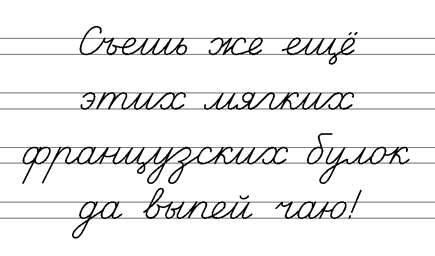 Съешь же ещё
этих мягких
французских булок
да выпей чаю!